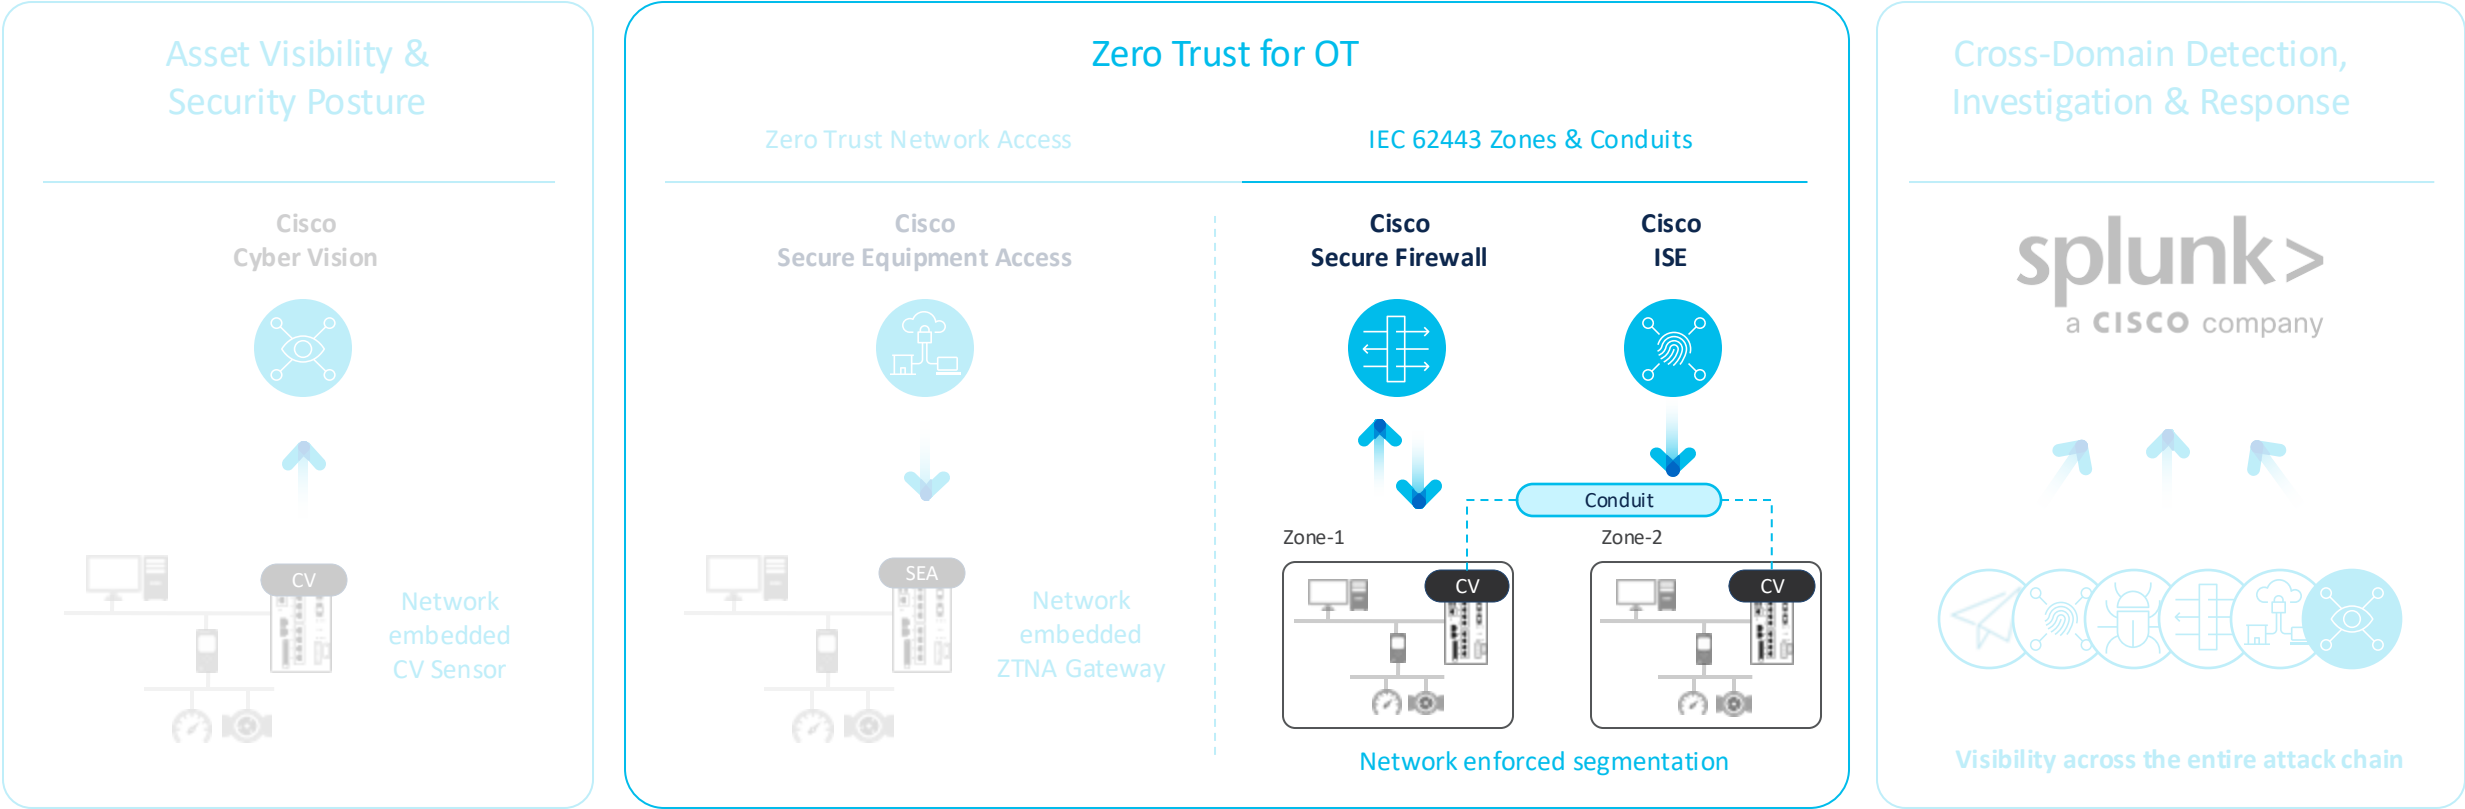 Asset Visibility &
Security Posture
Cisco
Cyber Vision
CV
Network
embedded
CV Sensor
Zero Trust for OT
Zero Trust Network Access
Cisco
Secure Equipment Access
SEA
Network
embedded
ZTNA Gateway
IEC 62443 Zones & Conduits
Cisco
Secure Firewall
Cisco
ISE
Conduit
Zone-1
Zone-2
CV
CV
Network enforced segmentation
Cross-Domain Detection,
Investigation & Response
splunk>
a CISCO company
Visibility across the entire attack chain